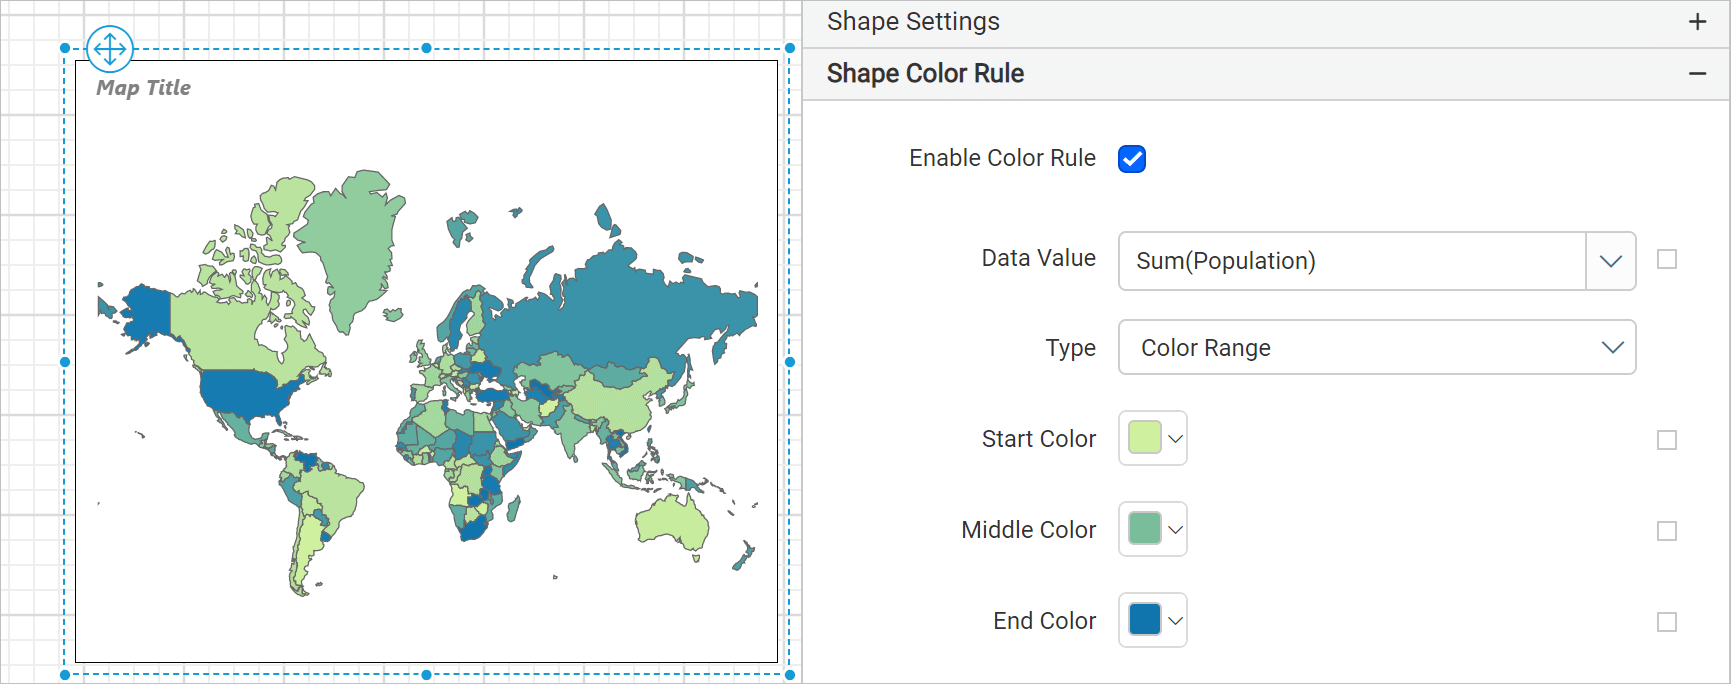 Map Title
Shape Settings
Shape Color Rule
Enable Color Rule
Data Value
Sum(Population)
Type
Color Range
Start Color
Middle Color
End Color